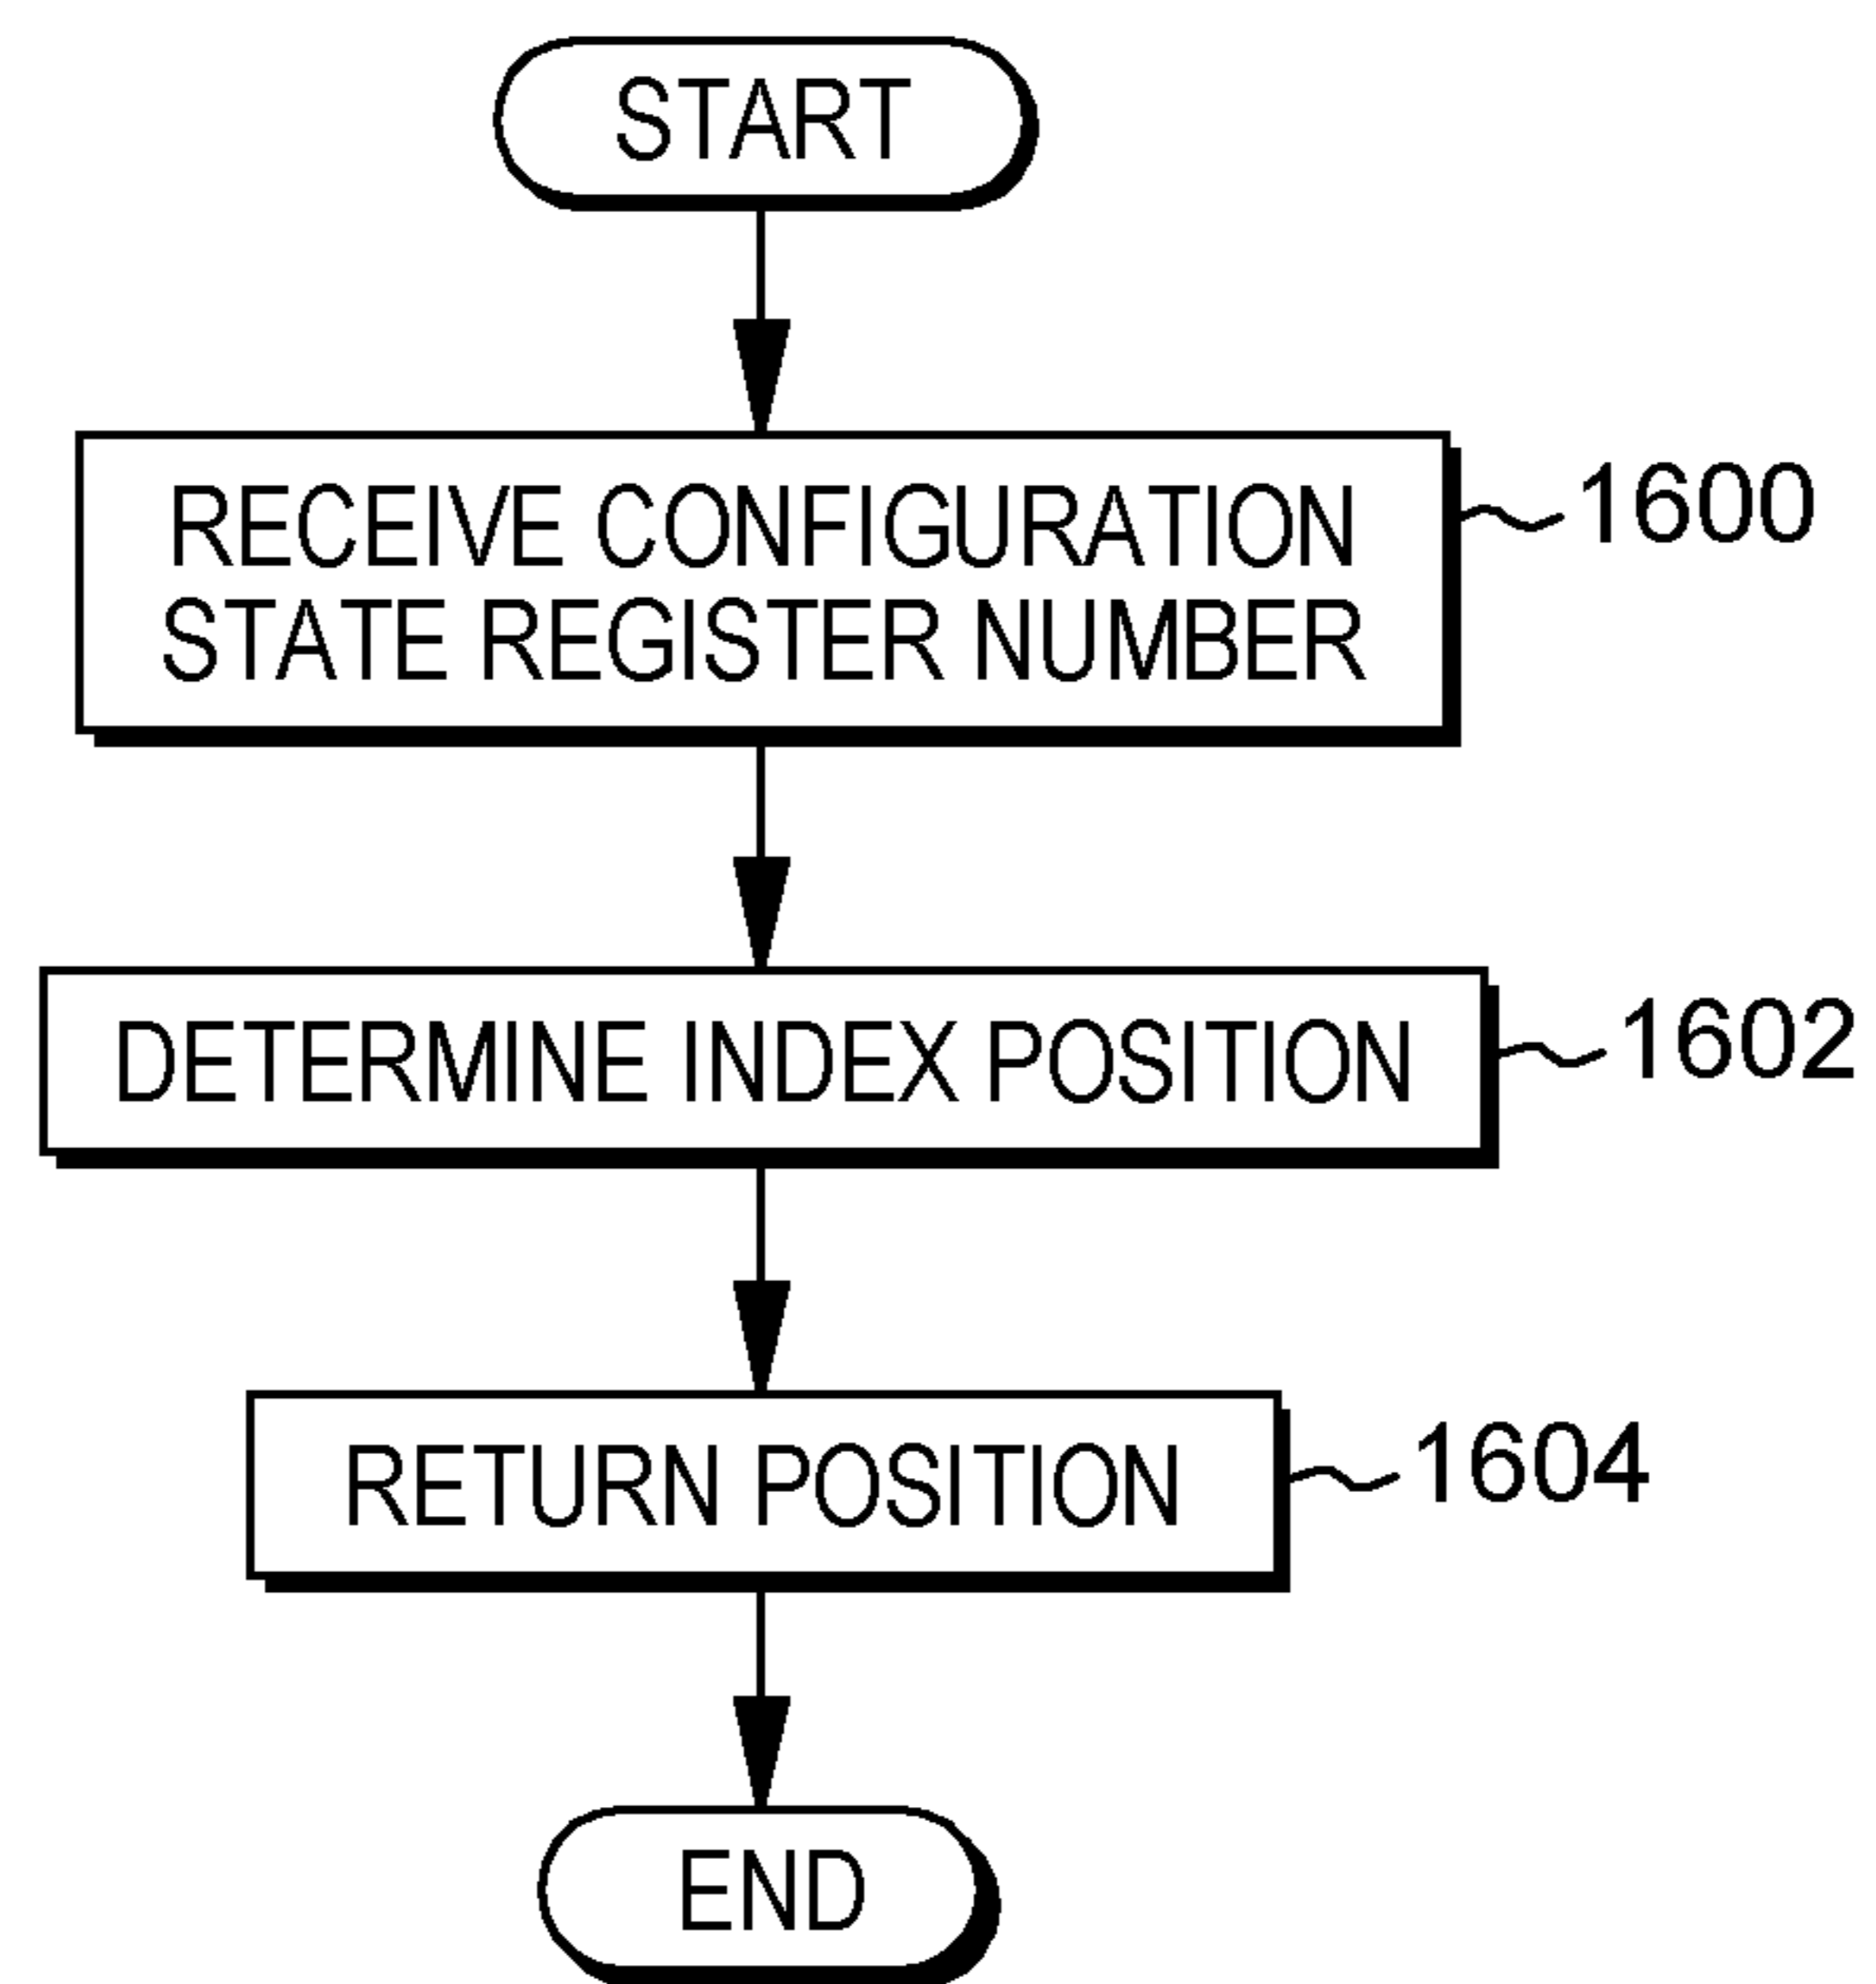 START
RECEIVE CONFIGURATION
STATE REGISTER NUMBER
1600
DETERMINE INDEX POSITION
1602
RETURN POSITION
1604
END